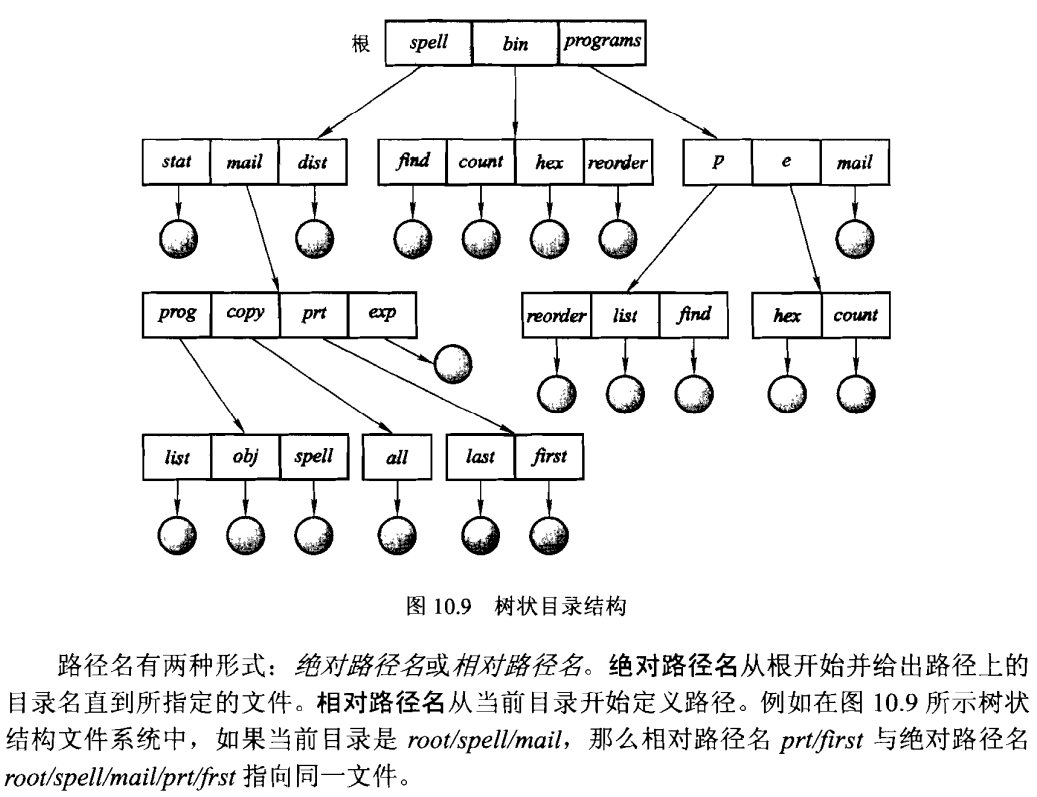 根 spell bin programs
stat mail dist find count hex reorder p e mail
prog copy prt exp reorder list find hex count
list obj spell all last first
图 10.9 树状目录结构
路径名有两种形式：绝对路径名或相对路径名。绝对路径名从根开始并给出路径上的
目录名直到所指定的文件。相对路径名从当前目录开始定义路径。例如在图 10.9 所示树状
结构文件系统中，如果当前目录是 root/spell/mail，那么相对路径名 prt/first 与绝对路径名
root/spell/mail/prt/frst 指向同一文件。